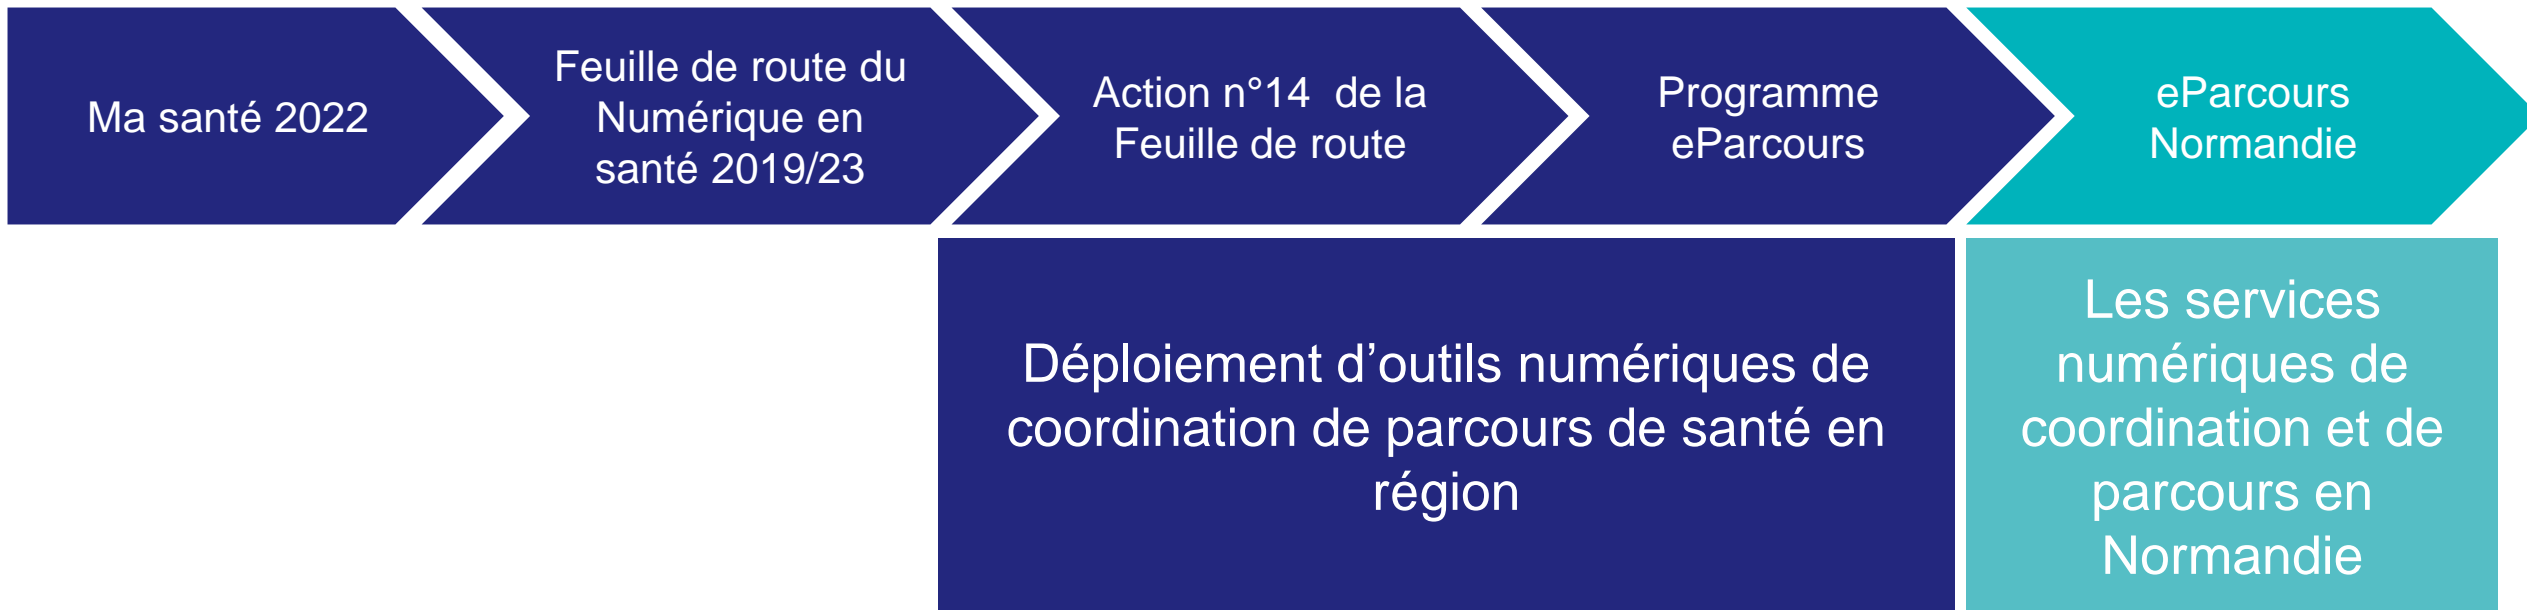 Ma santé 2022
Feuille de route du
Numérique en
santé 2019/23
Action n°14  de la
Feuille de route
Programme
eParcours
eParcours
Normandie
Déploiement d’outils numériques de
coordination de parcours de santé en
région
Les services
numériques de
coordination et de
parcours en
Normandie